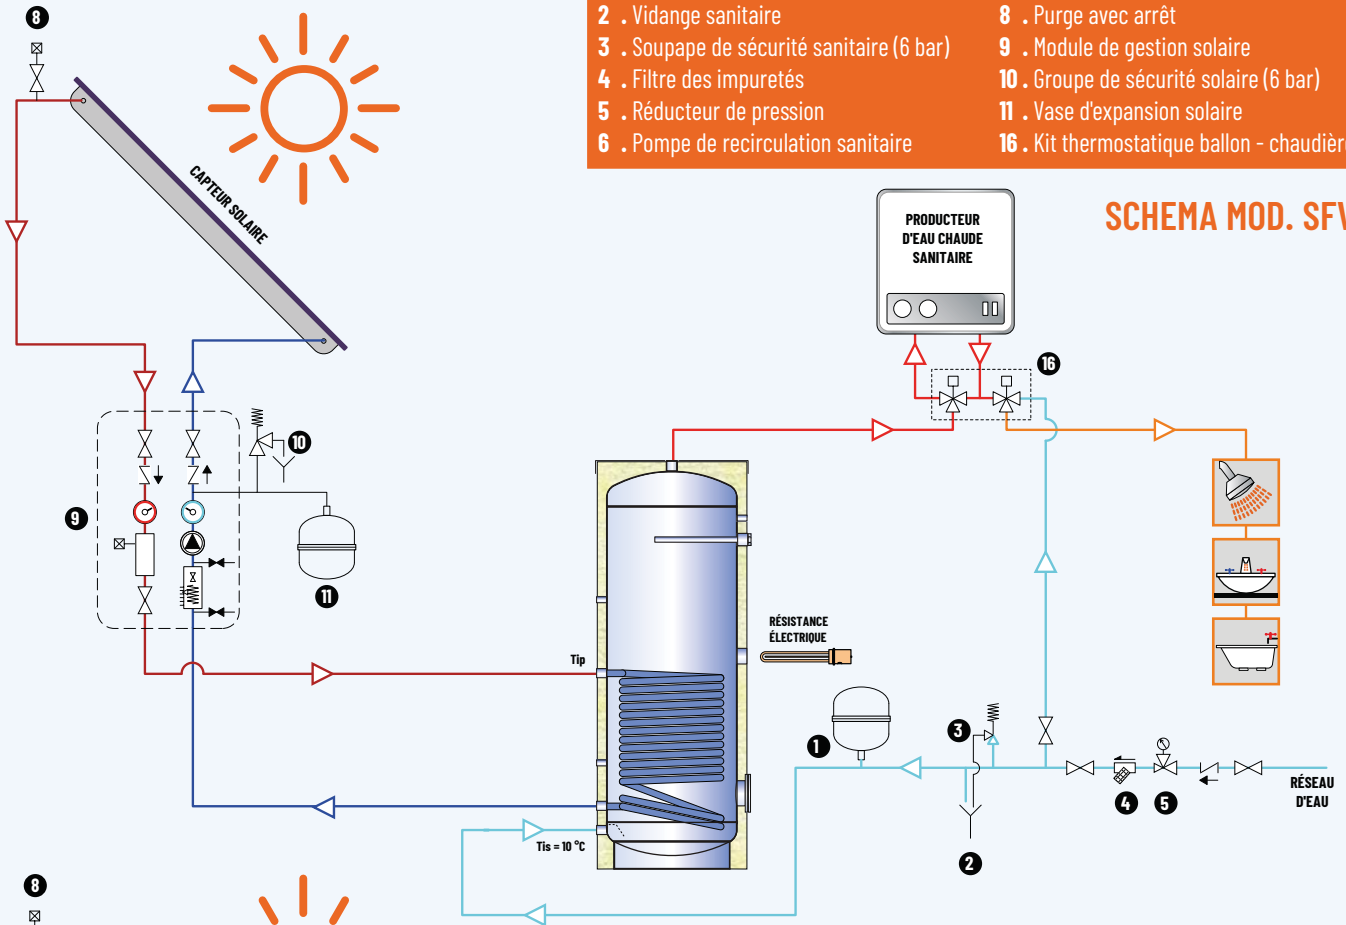 2 . Vidange sanitaire
3 . Soupape de sécurité sanitaire (6 bar)
4 . Filtre des impuretés
5 . Réducteur de pression
6 . Pompe de recirculation sanitaire
8 . Purge avec arrêt
9 . Module de gestion solaire
10 . Groupe de sécurité solaire (6 bar)
11 . Vase d'expansion solaire
16 . Kit thermostatique ballon - chaudière
SCHEMA MOD.
8
CAPTEUR SOLAIRE
PRODUCTEUR
D'EAU CHAUDE
SANITAIRE
16
10
9
11
RÉSISTANCE
ÉLECTRIQUE
Tip
1
3
4
5
RÉSEAU
D'EAU
Tis = 10 °C
2
8